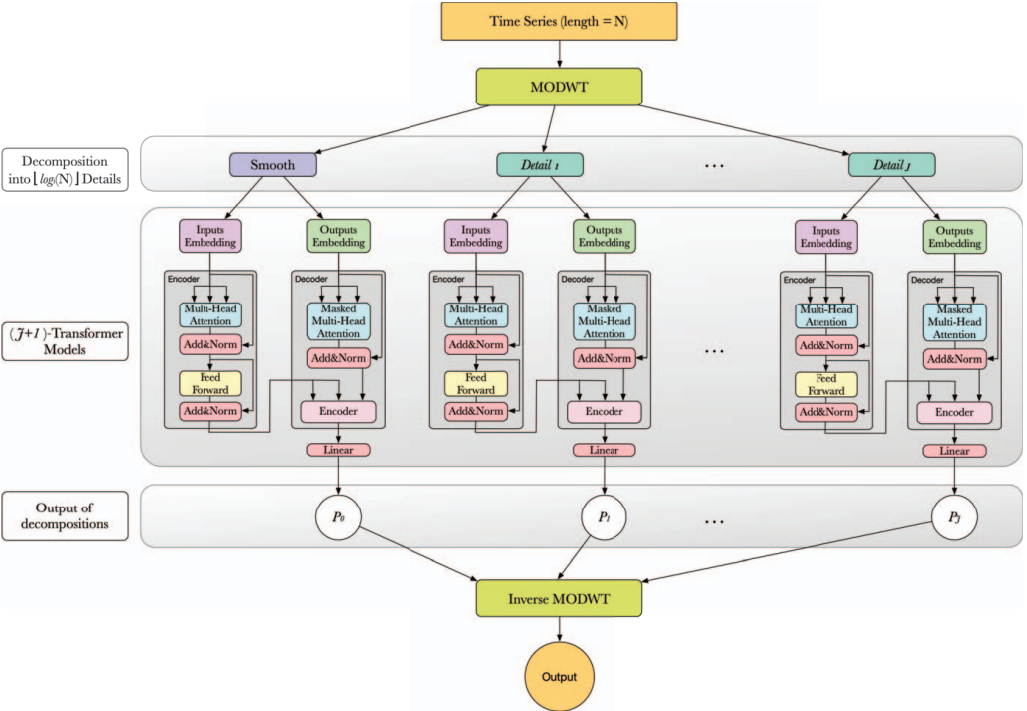 Time Series (length = N)
MODWT
Decomposition
into ⌊ log₂(N) ⌋ Details
Smooth
Detail 1
...
Detail J
(J+1)-Transformer
Models
Inputs
Embedding
Outputs
Embedding
Encoder
Multi-Head
Attention
Add&Norm
Feed
Forward
Add&Norm
Decoder
Masked
Multi-Head
Attention
Add&Norm
Encoder
Linear
Inputs
Embedding
Outputs
Embedding
Encoder
Multi-Head
Attention
Add&Norm
Feed
Forward
Add&Norm
Decoder
Masked
Multi-Head
Attention
Add&Norm
Encoder
Linear
...
Inputs
Embedding
Outputs
Embedding
Encoder
Multi-Head
Attention
Add&Norm
Feed
Forward
Add&Norm
Decoder
Masked
Multi-Head
Attention
Add&Norm
Encoder
Linear
Output of
decompositions
P0
P1
...
PJ
Inverse MODWT
Output